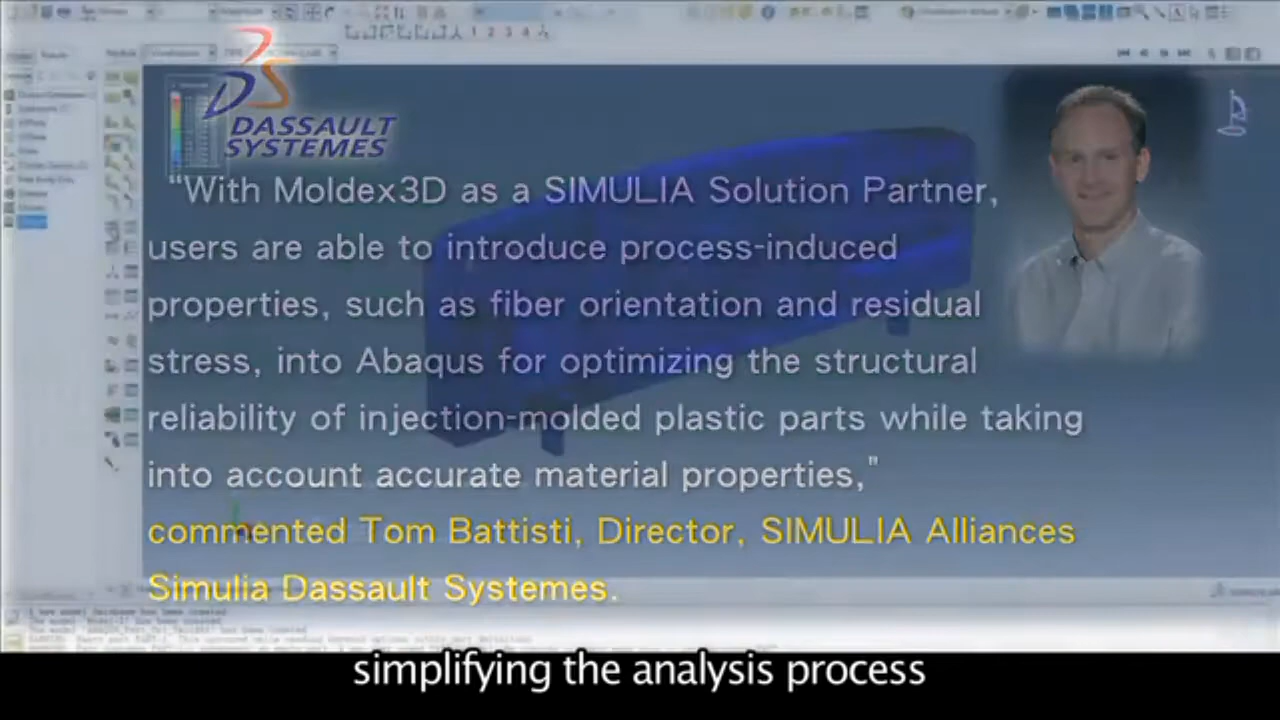 DASSAULT
SYSTEMES
“With Moldex3D as a SIMULIA Solution Partner,
users are able to introduce process-induced
properties, such as fiber orientation and residual
stress, into Abaqus for optimizing the structural
reliability of injection-molded plastic parts while taking
into account accurate material properties,"
commented Tom Battisti, Director, SIMULIA Alliances
Simulia Dassault Systemes.
simplifying the analysis process